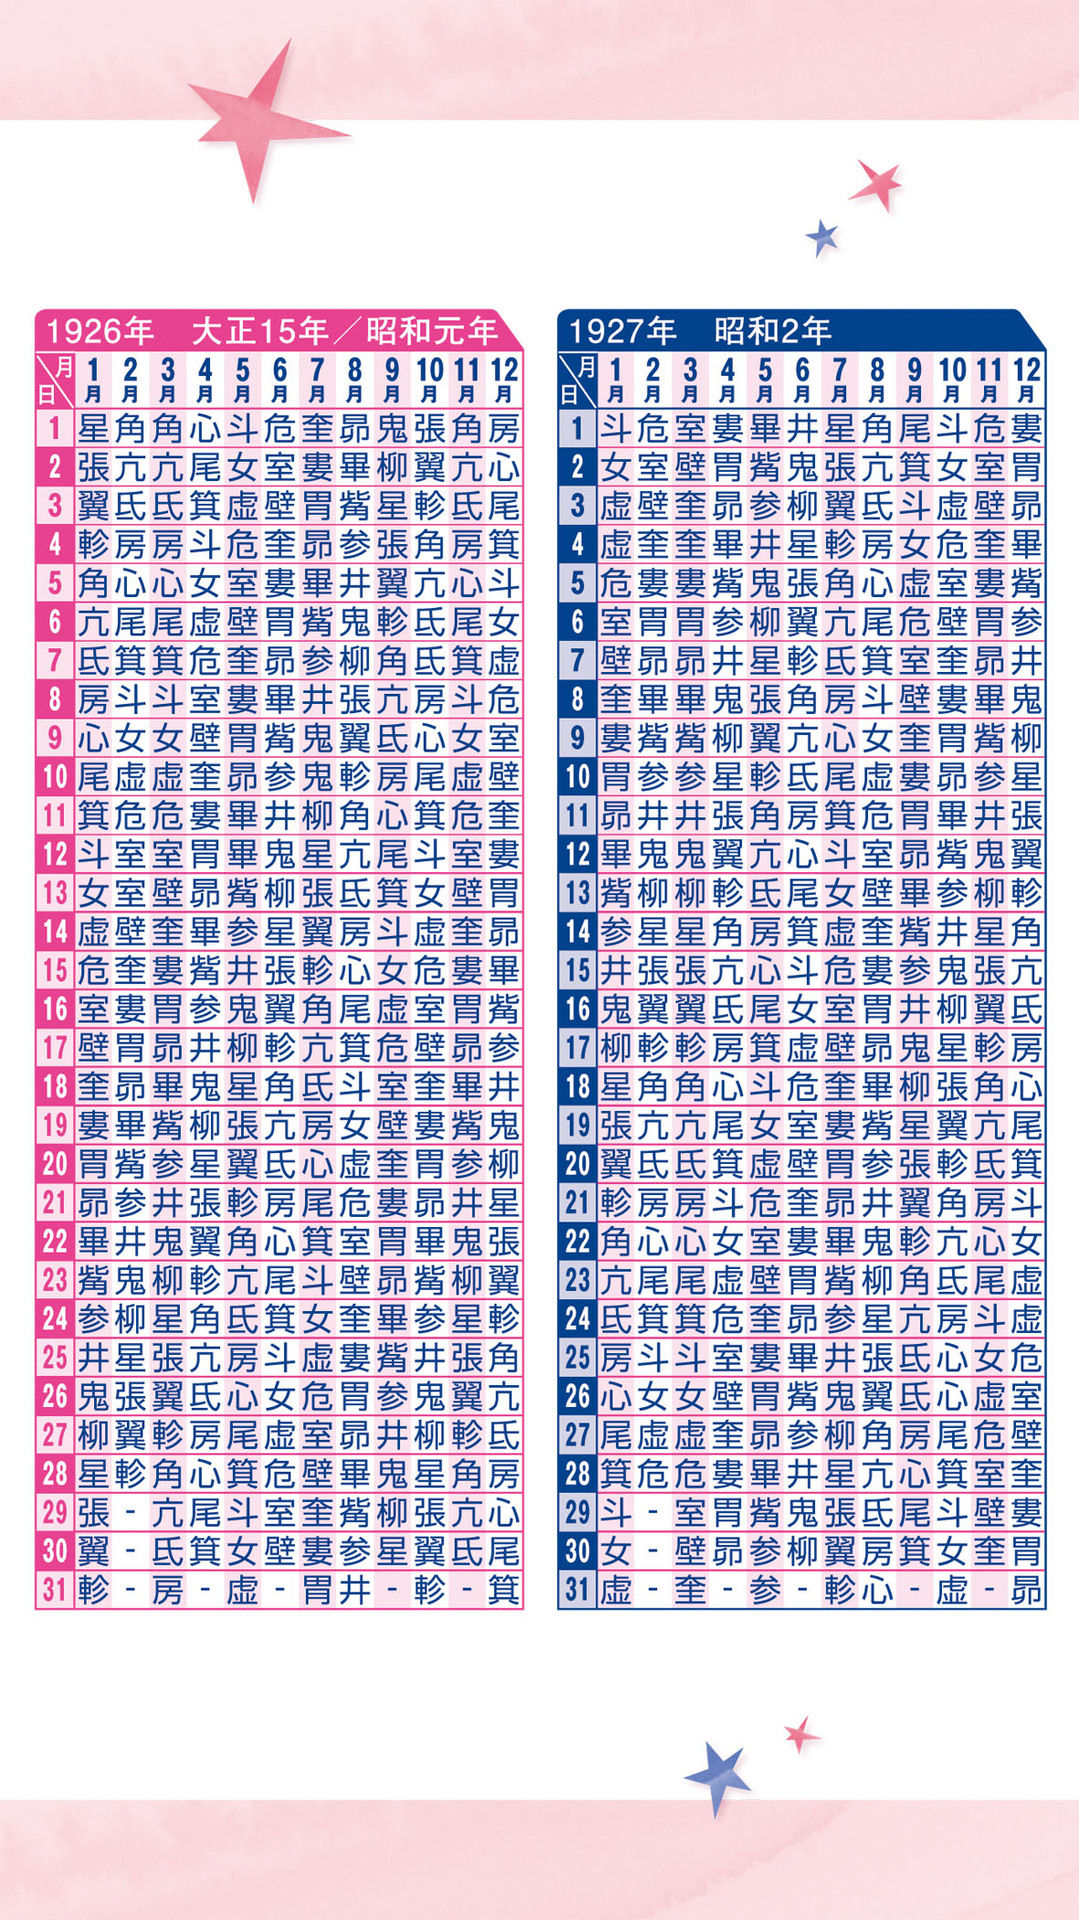 1926年 大正15年／昭和元年
月 日 1月 2月 3月 4月 5月 6月 7月 8月 9月 10月 11月 12月
1 星 角 角 心 斗 危 奎 昴 鬼 張 角 房
2 張 亢 亢 尾 女 室 婁 畢 柳 翼 亢 心
3 翼 氐 氐 箕 虚 壁 胃 觜 星 軫 氐 尾
4 軫 房 房 斗 危 奎 昴 参 張 角 房 箕
5 角 心 心 女 室 婁 畢 井 翼 亢 心 斗
6 亢 尾 尾 虚 壁 胃 觜 鬼 軫 氐 尾 女
7 氐 箕 箕 危 奎 昴 参 柳 角 氐 箕 虚
8 房 斗 斗 室 婁 畢 井 張 亢 房 斗 危
9 心 女 女 壁 胃 觜 鬼 翼 氐 心 女 室
10 尾 虚 虚 奎 昴 参 鬼 軫 房 尾 虚 壁
11 箕 危 危 婁 畢 井 柳 角 心 箕 危 奎
12 斗 室 室 胃 畢 鬼 星 亢 尾 斗 室 婁
13 女 室 壁 昴 觜 柳 張 氐 箕 女 壁 胃
14 虚 壁 奎 畢 参 星 翼 房 斗 虚 奎 昴
15 危 奎 婁 觜 井 張 軫 心 女 危 婁 畢
16 室 婁 胃 参 鬼 翼 角 尾 虚 室 胃 觜
17 壁 胃 昴 井 柳 軫 亢 箕 危 壁 昴 参
18 奎 昴 畢 鬼 星 角 氐 斗 室 奎 畢 井
19 婁 畢 觜 柳 張 亢 房 女 壁 婁 觜 鬼
20 胃 觜 参 星 翼 氐 心 虚 奎 胃 参 柳
21 昴 参 井 張 軫 房 尾 危 婁 昴 井 星
22 畢 井 鬼 翼 角 心 箕 室 胃 畢 鬼 張
23 觜 鬼 柳 軫 亢 尾 斗 壁 昴 觜 柳 翼
24 参 柳 星 角 氐 箕 女 奎 畢 参 星 軫
25 井 星 張 亢 房 斗 虚 婁 觜 井 張 角
26 鬼 張 翼 氐 心 女 危 胃 参 鬼 翼 亢
27 柳 翼 軫 房 尾 虚 室 昴 井 柳 軫 氐
28 星 軫 角 心 箕 危 壁 畢 鬼 星 角 房
29 張 - 亢 尾 斗 室 奎 觜 柳 張 亢 心
30 翼 - 氐 箕 女 壁 婁 参 星 翼 氐 尾
31 軫 - 房 - 虚 - 胃 井 - 軫 - 箕
1927年 昭和2年
月 日 1月 2月 3月 4月 5月 6月 7月 8月 9月 10月 11月 12月
1 斗 危 室 婁 畢 井 星 角 尾 斗 危 婁
2 女 室 壁 胃 觜 鬼 張 亢 箕 女 室 胃
3 虚 壁 奎 昴 参 柳 翼 氐 斗 虚 壁 昴
4 虚 奎 奎 畢 井 星 軫 房 女 危 奎 畢
5 危 婁 婁 觜 鬼 張 角 心 虚 室 婁 觜
6 室 胃 胃 参 柳 翼 亢 尾 危 壁 胃 参
7 壁 昴 昴 井 星 軫 氐 箕 室 奎 昴 井
8 奎 畢 畢 鬼 張 角 房 斗 壁 婁 畢 鬼
9 婁 觜 觜 柳 翼 亢 心 女 奎 胃 觜 柳
10 胃 参 参 星 軫 氐 尾 虚 婁 昴 参 星
11 昴 井 井 張 角 房 箕 危 胃 畢 井 張
12 畢 鬼 鬼 翼 亢 心 斗 室 昴 觜 鬼 翼
13 觜 柳 柳 軫 氐 尾 女 壁 畢 参 柳 軫
14 参 星 星 角 房 箕 虚 奎 觜 井 星 角
15 井 張 張 亢 心 斗 危 婁 参 鬼 張 亢
16 鬼 翼 翼 氐 尾 女 室 胃 井 柳 翼 氐
17 柳 軫 軫 房 箕 虚 壁 昴 鬼 星 軫 房
18 星 角 角 心 斗 危 奎 畢 柳 張 角 心
19 張 亢 亢 尾 女 室 婁 觜 星 翼 亢 尾
20 翼 氐 氐 箕 虚 壁 胃 参 張 軫 氐 箕
21 軫 房 房 斗 危 奎 昴 井 翼 角 房 斗
22 角 心 心 女 室 婁 畢 鬼 軫 亢 心 女
23 亢 尾 尾 虚 壁 胃 觜 柳 角 氐 尾 虚
24 氐 箕 箕 危 奎 昴 参 星 亢 房 斗 虚
25 房 斗 斗 室 婁 畢 井 張 氐 心 女 危
26 心 女 女 壁 胃 觜 鬼 翼 氐 心 虚 室
27 尾 虚 虚 奎 昴 参 柳 角 房 尾 危 壁
28 箕 危 危 婁 畢 井 星 亢 心 箕 室 奎
29 斗 - 室 胃 觜 鬼 張 氐 尾 斗 壁 婁
30 女 - 壁 昴 参 柳 翼 房 箕 女 奎 胃
31 虚 - 奎 - 参 - 軫 心 - 虚 - 昴